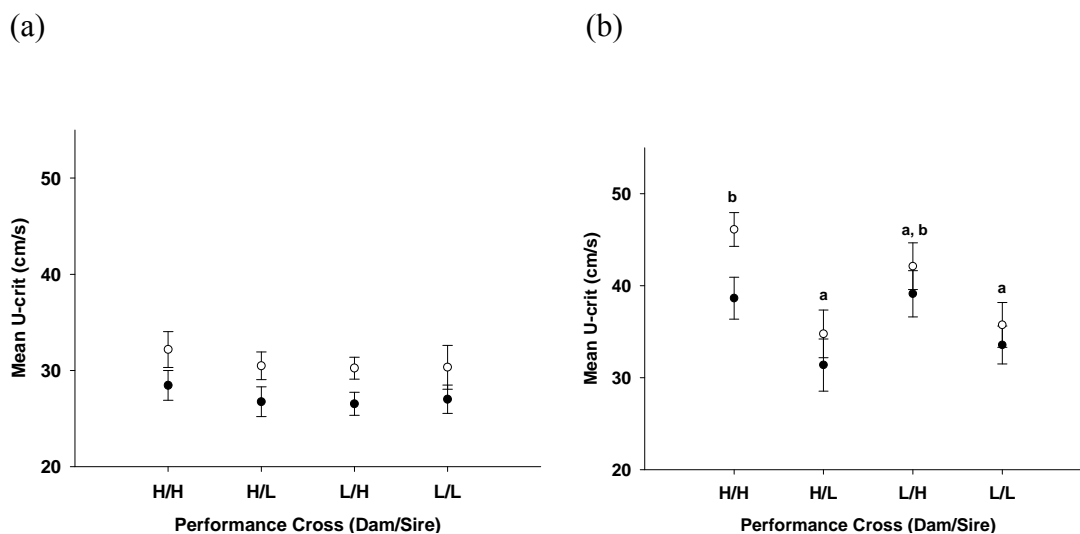 (a)
(b)
Mean U-crit (cm/s)
50
40
30
20
H/H H/L L/H L/L
Performance Cross (Dam/Sire)
Mean U-crit (cm/s)
50
40
30
20
b
a
a, b
a
H/H H/L L/H L/L
Performance Cross (Dam/Sire)